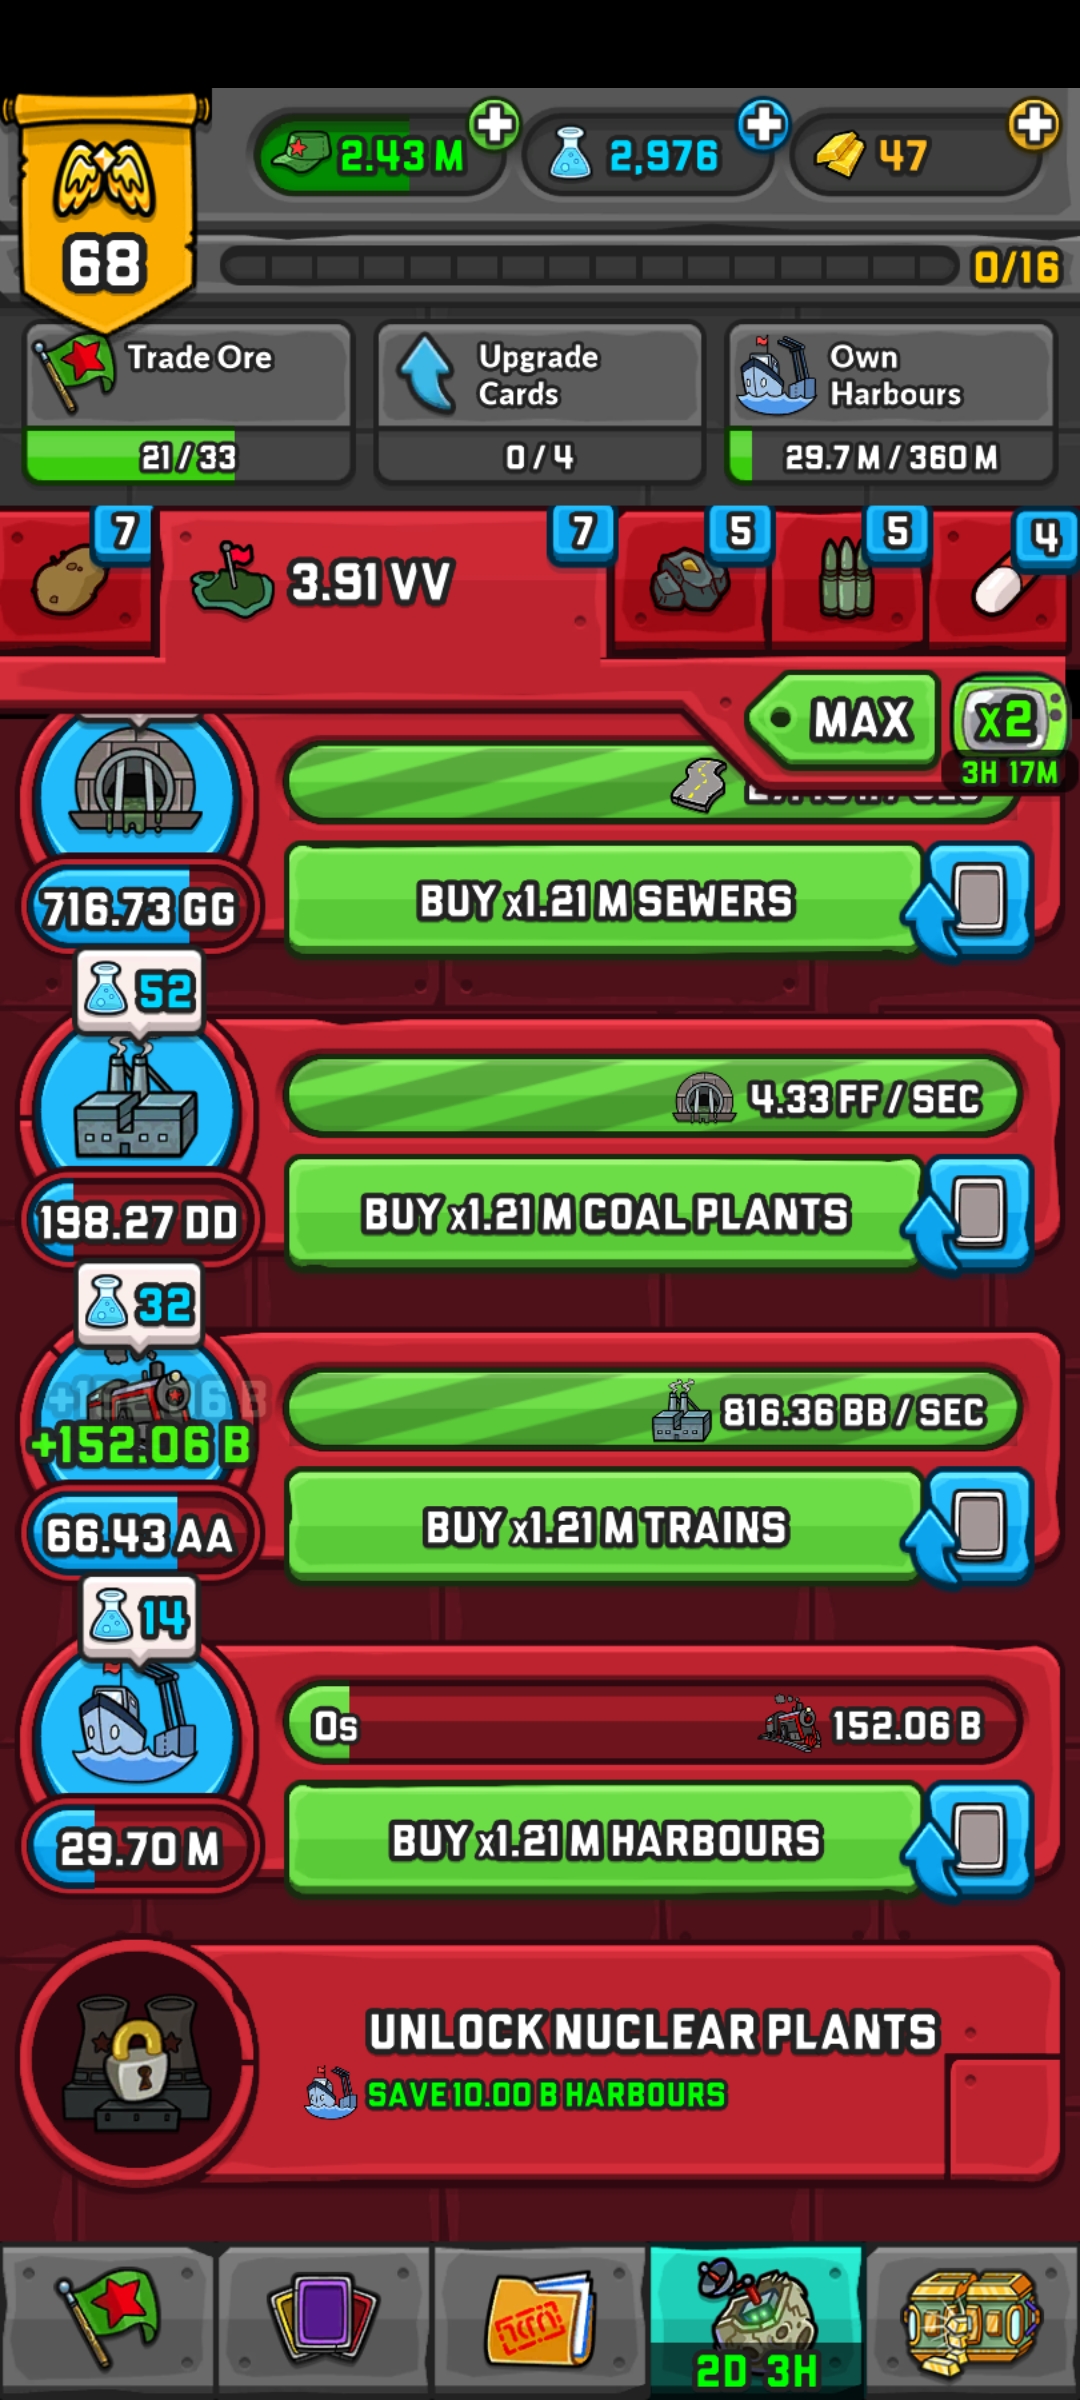 2.43 M
2,976
47
68
0/16
Trade Ore
21 / 33
Upgrade
Cards
0 / 4
Own
Harbours
29.7 M / 360 M
7
3.91 VV
7
5
5
4
MAX
x2
3H 17M
716.73 GG
BUY x1.21 M SEWERS
52
4.33 FF / SEC
198.27 DD
BUY x1.21 M COAL PLANTS
32
+152.06 B
816.36 BB / SEC
66.43 AA
BUY x1.21 M TRAINS
14
0s
152.06 B
29.70 M
BUY x1.21 M HARBOURS
UNLOCK NUCLEAR PLANTS
SAVE 10.00 B HARBOURS
2D 3H